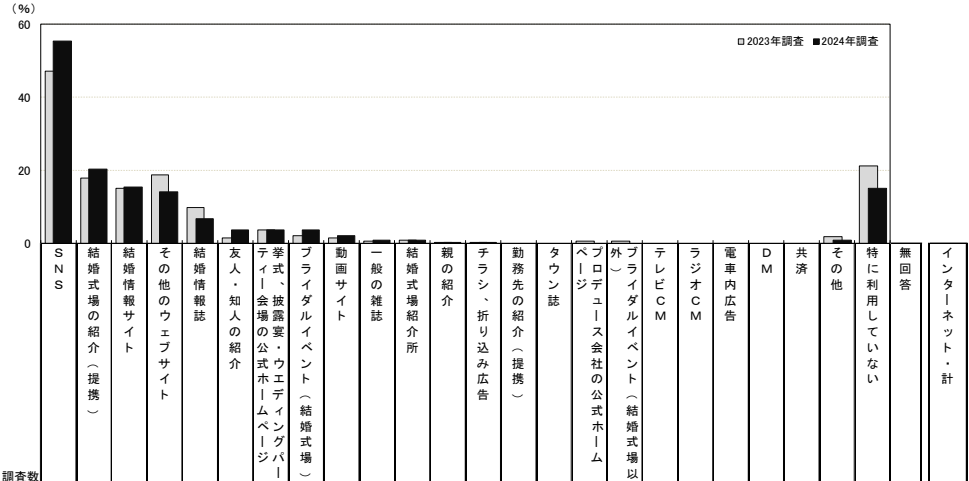 （%）
60
40
20
0
□2023年調査 ■2024年調査
SNS
結婚式場の紹介（提携）
結婚情報サイト
その他のウェブサイト
結婚情報誌
友人・知人の紹介
挙式、披露宴・ウエディングパー
ティー会場の公式ホームページ
ブライダルイベント（結婚式場）
動画サイト
一般の雑誌
結婚式場紹介所
親の紹介
チラシ、折り込み広告
勤務先の紹介（提携）
タウン誌
プロデュース会社の公式ホーム
ページ
ブライダルイベント（結婚式場以
外）
テレビCM
ラジオCM
電車内広告
DM
共済
その他
特に利用していない
無回答
インターネット・計
調査数